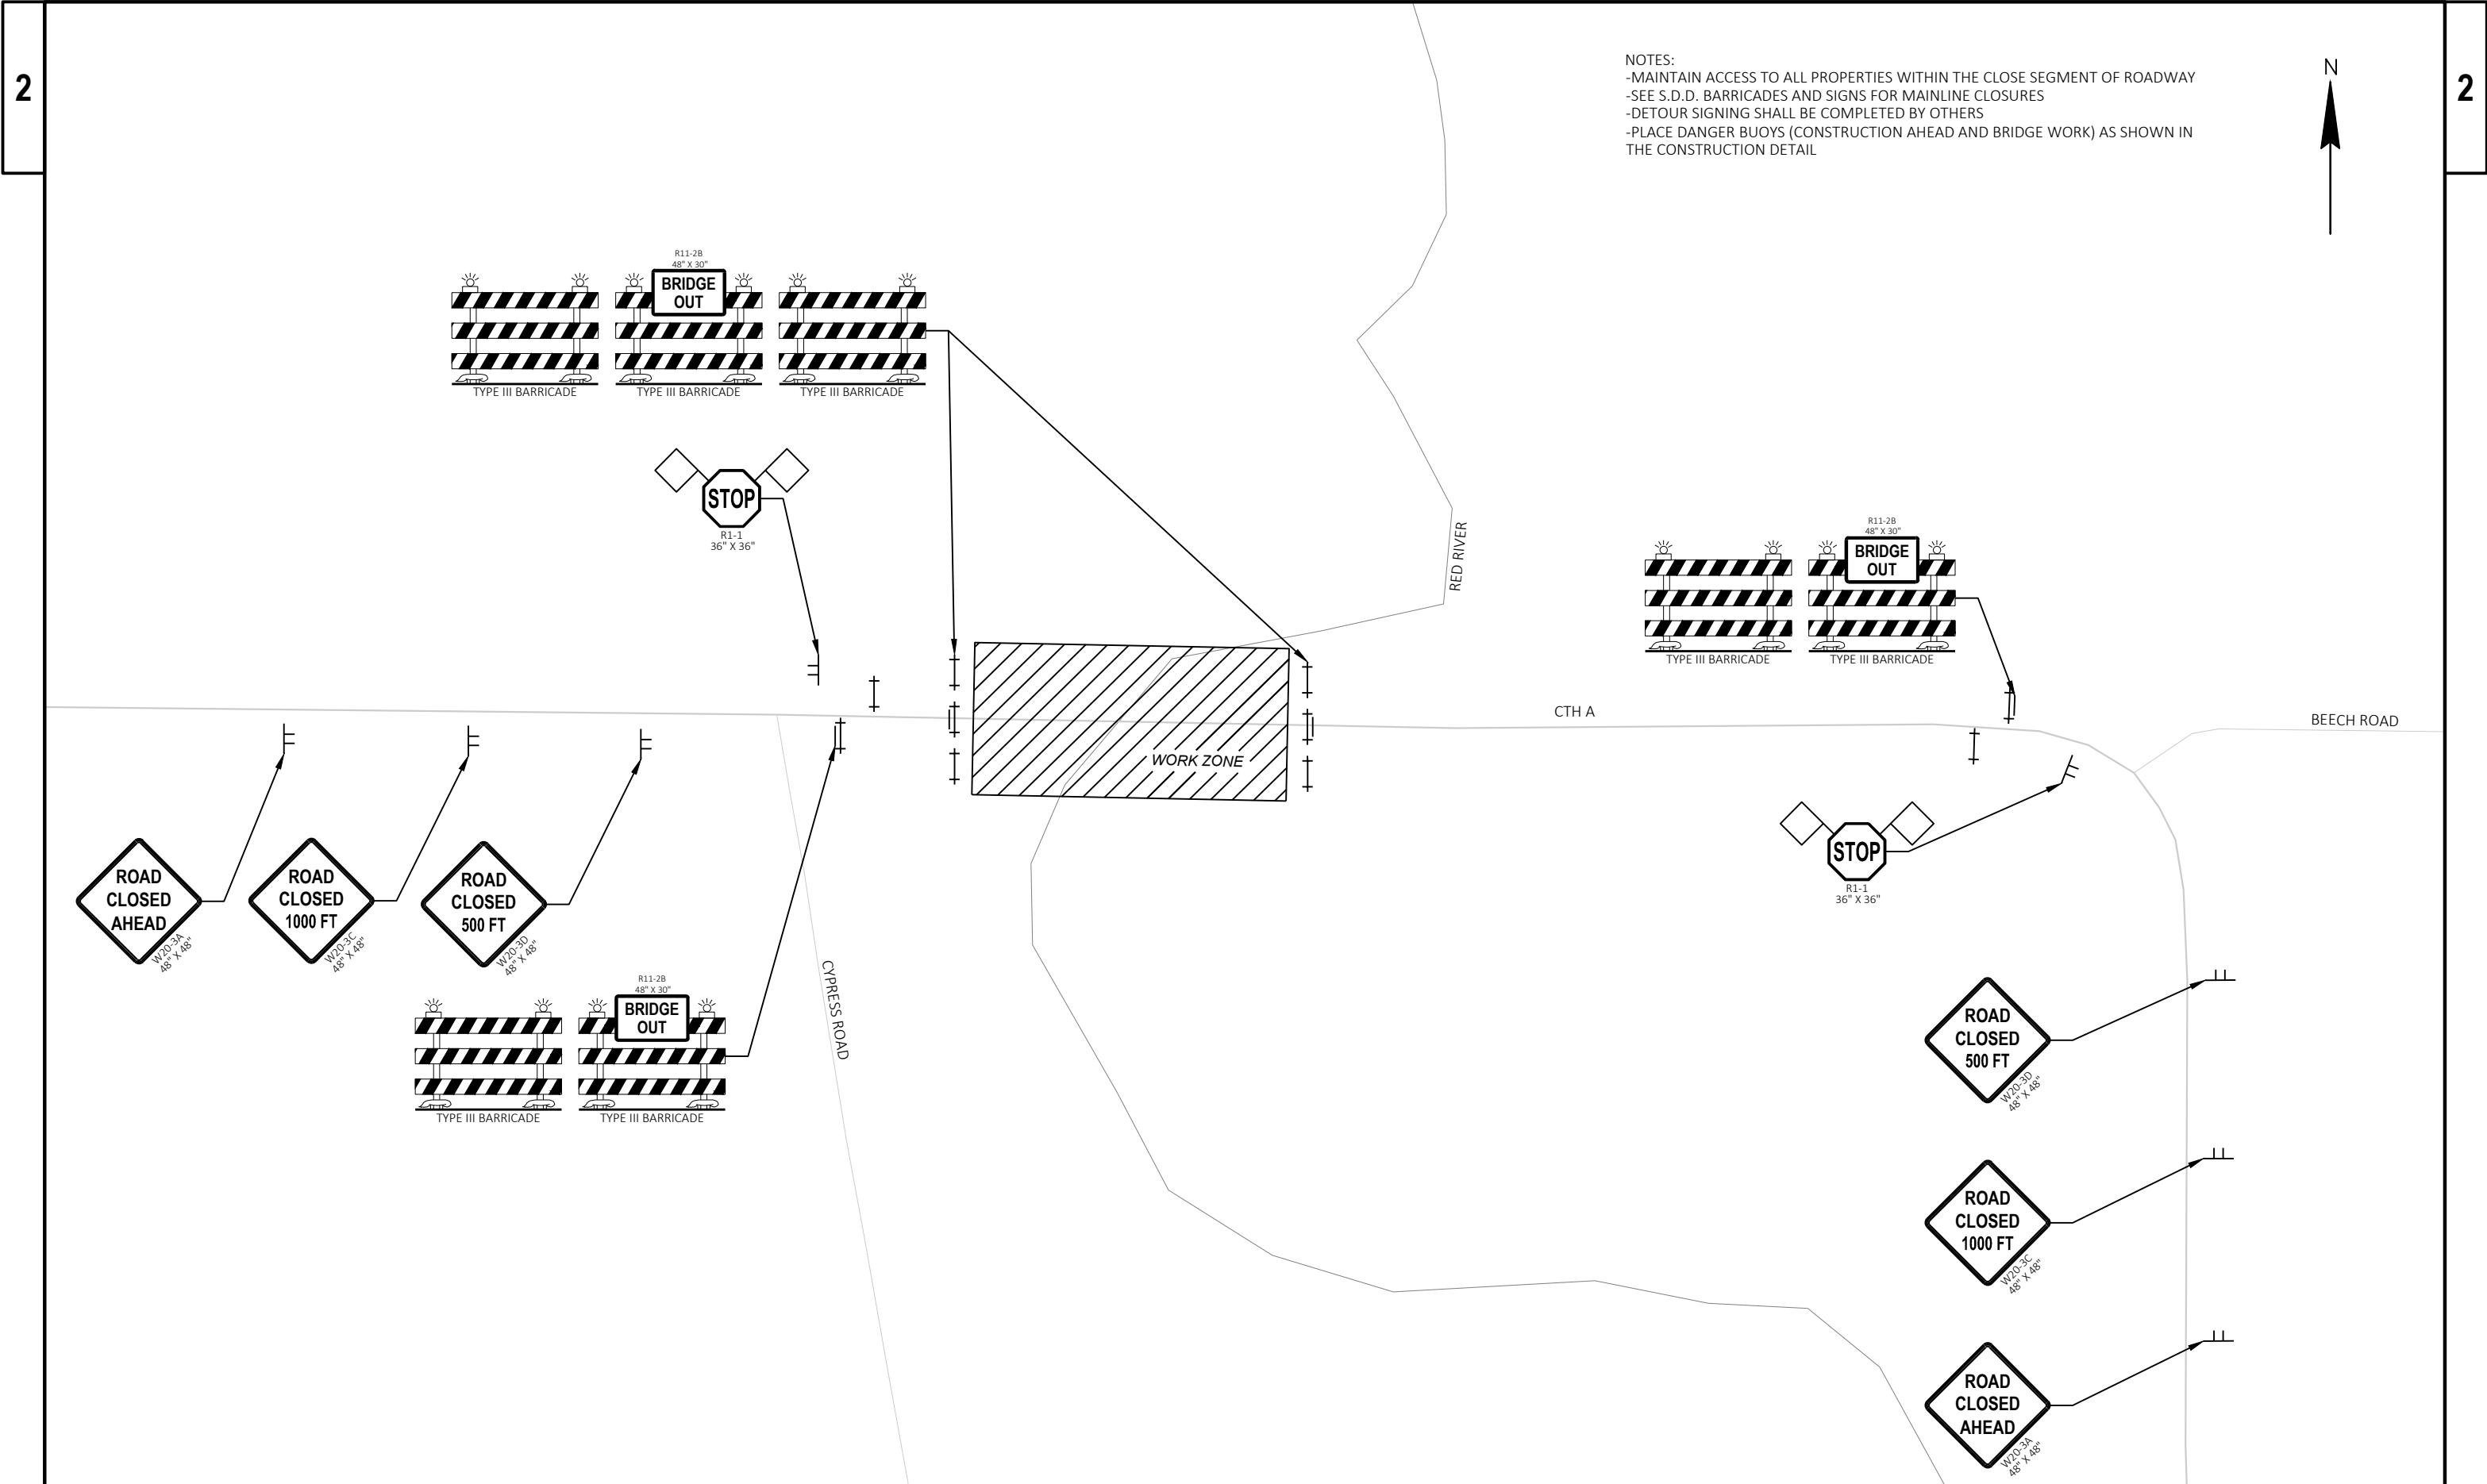 2
2
NOTES:
-MAINTAIN ACCESS TO ALL PROPERTIES WITHIN THE CLOSE SEGMENT OF ROADWAY
-SEE S.D.D. BARRICADES AND SIGNS FOR MAINLINE CLOSURES
-DETOUR SIGNING SHALL BE COMPLETED BY OTHERS
-PLACE DANGER BUOYS (CONSTRUCTION AHEAD AND BRIDGE WORK) AS SHOWN IN
THE CONSTRUCTION DETAIL
N
R11-2B
48" X 30"
BRIDGE
OUT
TYPE III BARRICADE
TYPE III BARRICADE
TYPE III BARRICADE
STOP
R1-1
36" X 36"
RED RIVER
R11-2B
48" X 30"
BRIDGE
OUT
TYPE III BARRICADE
TYPE III BARRICADE
CTH A
BEECH ROAD
WORK ZONE
STOP
R1-1
36" X 36"
ROAD
CLOSED
AHEAD
W20-3A
48" X 48"
ROAD
CLOSED
1000 FT
W20-3C
48" X 48"
ROAD
CLOSED
500 FT
W20-3D
48" X 48"
CYPRESS ROAD
R11-2B
48" X 30"
BRIDGE
OUT
TYPE III BARRICADE
TYPE III BARRICADE
ROAD
CLOSED
500 FT
W20-3D
48" X 48"
ROAD
CLOSED
1000 FT
W20-3C
48" X 48"
ROAD
CLOSED
AHEAD
W20-3A
48" X 48"